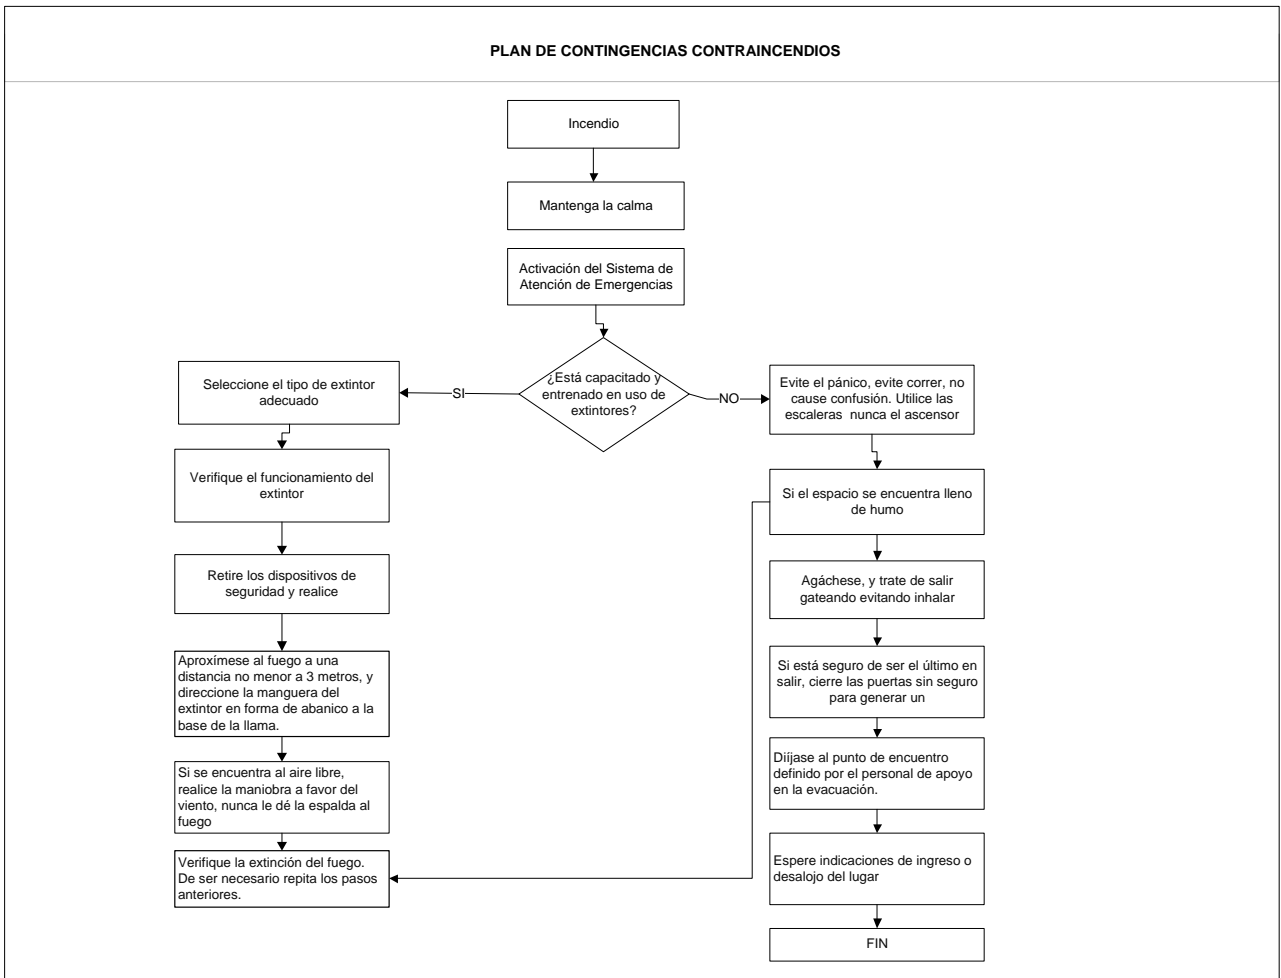 PLAN DE CONTINGENCIAS CONTRAINCENDIOS
Incendio
Mantenga la calma
Activación del Sistema de
Atención de Emergencias
¿Está capacitado y
entrenado en uso de
extintores?
SI
NO
Seleccione el tipo de extintor
adecuado
Verifique el funcionamiento del
extintor
Retire los dispositivos de
seguridad y realice
Aproxímese al fuego a una
distancia no menor a 3 metros, y
direccione la manguera del
extintor en forma de abanico a la
base de la llama.
Si se encuentra al aire libre,
realice la maniobra a favor del
viento, nunca le dé la espalda al
fuego
Verifique la extinción del fuego.
De ser necesario repita los pasos
anteriores.
Evite el pánico, evite correr, no
cause confusión. Utilice las
escaleras  nunca el ascensor
Si el espacio se encuentra lleno
de humo
Agáchese, y trate de salir
gateando evitando inhalar
Si está seguro de ser el último en
salir, cierre las puertas sin seguro
para generar un
Diíjase al punto de encuentro
definido por el personal de apoyo
en la evacuación.
Espere indicaciones de ingreso o
desalojo del lugar
FIN